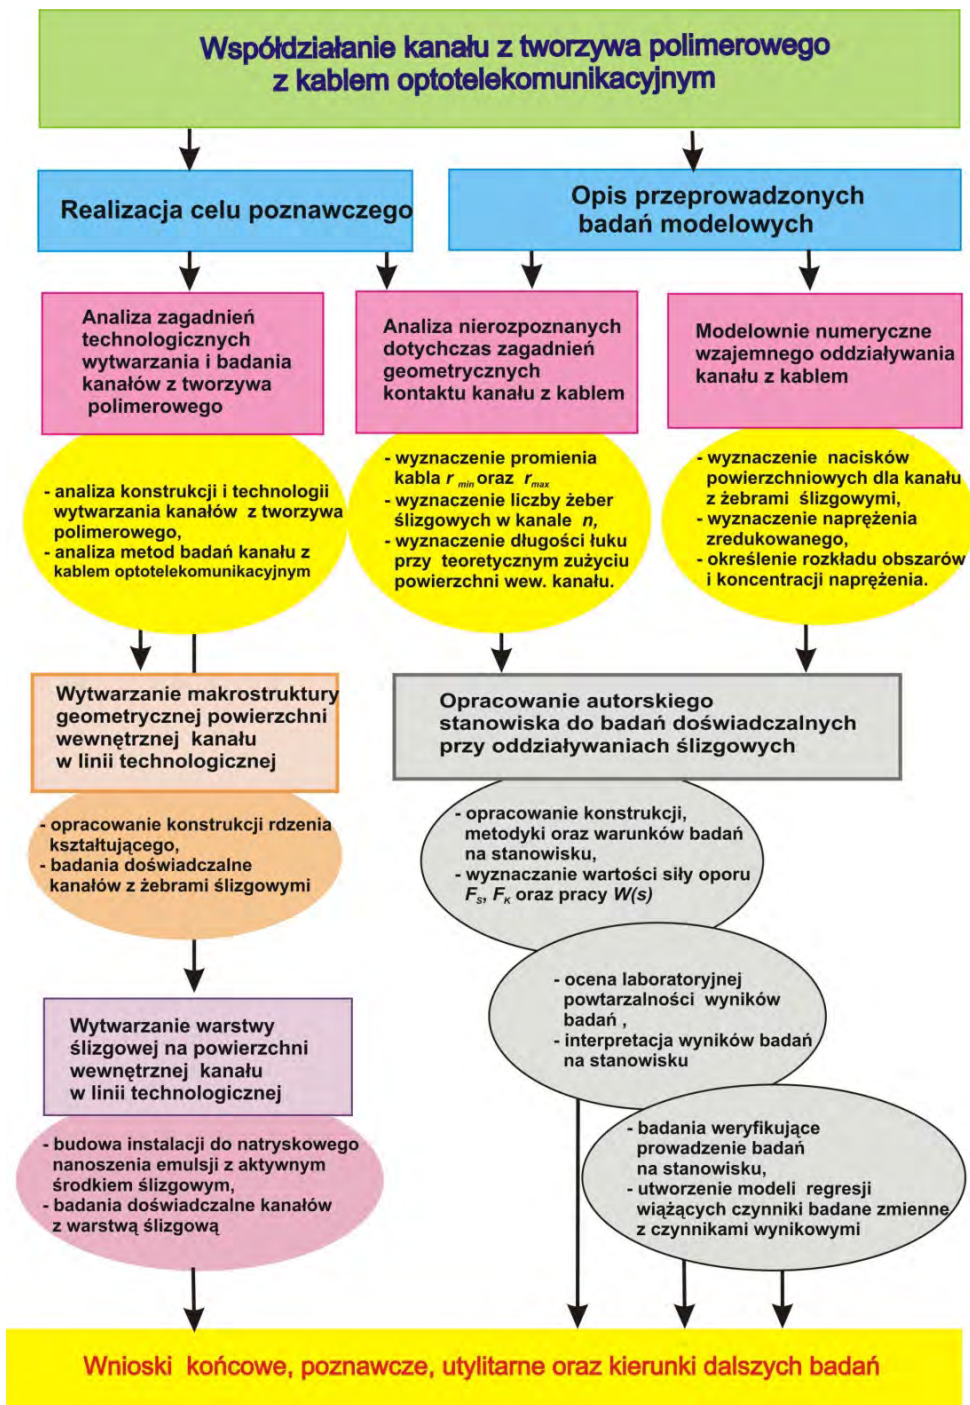 Współdziałanie kanału z tworzywa polimerowego
z kablem optotelekomunikacyjnym
Realizacja celu poznawczego
Opis przeprowadzonych
badań modelowych
Analiza zagadnień
technologicznych
wytwarzania i badania
kanałów z tworzywa
polimerowego
Analiza nierozpoznanych
dotychczas zagadnień
geometrycznych
kontaktu kanału z kablem
Modelownie numeryczne
wzajemnego oddziaływania
kanału z kablem
- analiza konstrukcji i technologii
wytwarzania kanałów z tworzywa
polimerowego,
- analiza metod badań kanału z
kablem optotelekomunikacyjnym
- wyznaczenie promienia
kabla r min oraz r max
- wyznaczenie liczby żeber
ślizgowych w kanale n,
- wyznaczenie długości łuku
przy teoretycznym zużyciu
powierzchni wew. kanału.
- wyznaczenie nacisków
powierzchniowych dla kanału
z żebrami ślizgowymi,
- wyznaczenie naprężenia
zredukowanego,
- określenie rozkładu obszarów
i koncentracji naprężenia.
Wytwarzanie makrostruktury
geometrycznej powierzchni
wewnętrznej kanału
w linii technologicznej
Opracowanie autorskiego
stanowiska do badań doświadczalnych
przy oddziaływaniach ślizgowych
- opracowanie konstrukcji rdzenia
kształtującego,
- badania doświadczalne
kanałów z żebrami ślizgowymi
- opracowanie konstrukcji,
metodyki oraz warunków badań
na stanowisku,
- wyznaczanie wartości siły oporu
F S, F K oraz pracy W(s)
- ocena laboratoryjnej
powtarzalności wyników
badań ,
- interpretacja wyników badań
na stanowisku
Wytwarzanie warstwy
ślizgowej na powierzchni
wewnętrznej kanału
w linii technologicznej
- budowa instalacji do natryskowego
nanoszenia emulsji z aktywnym
środkiem ślizgowym,
- badania doświadczalne kanałów
z warstwą ślizgową
- badania weryfikujące
prowadzenie badań
na stanowisku,
- utworzenie modeli regresji
wiążących czynniki badane zmienne
z czynnikami wynikowymi
Wnioski końcowe, poznawcze, utylitarne oraz kierunki dalszych badań